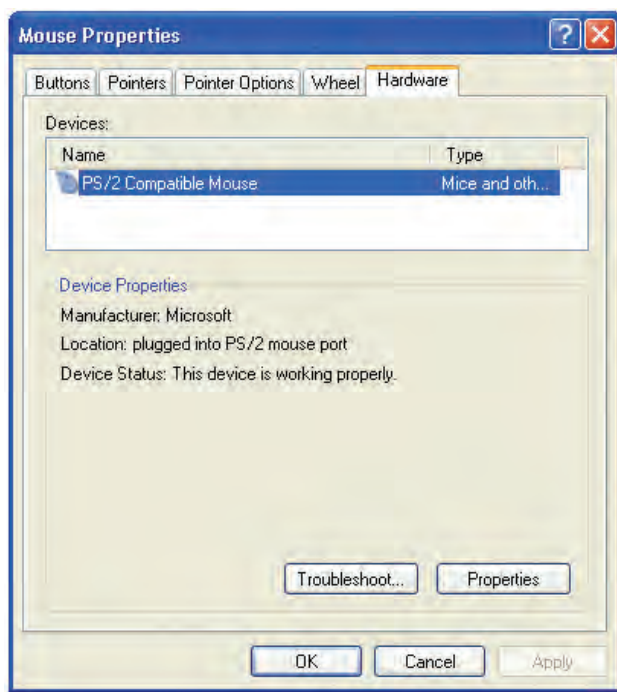 Mouse Properties
Buttons Pointers Pointer Options Wheel Hardware
Devices:
Name Type
PS/2 Compatible Mouse Mice and oth...
Device Properties
Manufacturer: Microsoft
Location: plugged into PS/2 mouse port
Device Status: This device is working properly.
Troubleshoot... Properties
OK Cancel Apply